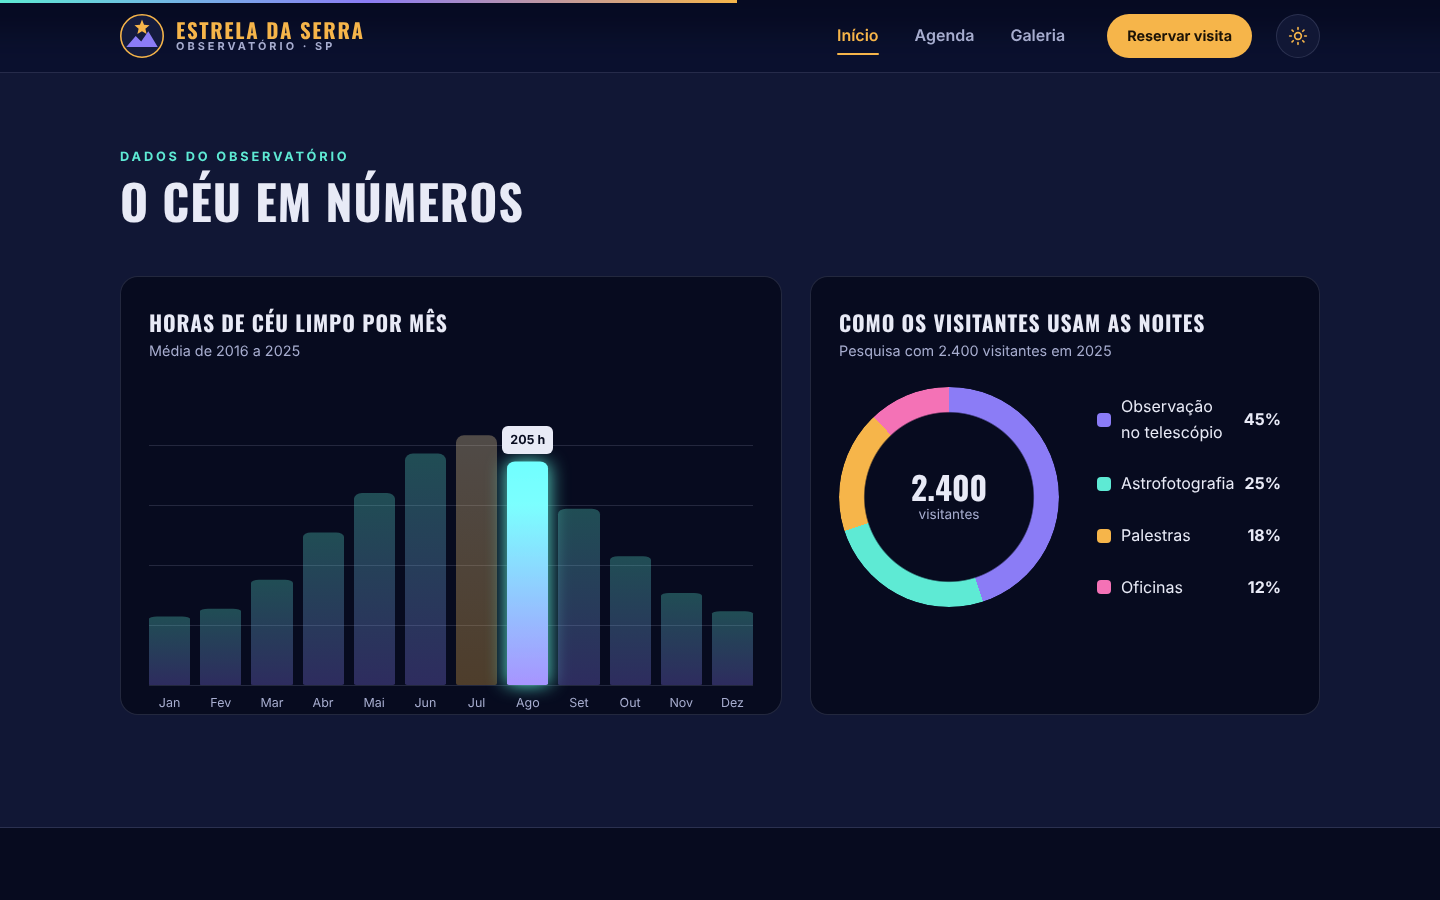 ESTRELA DA SERRA
OBSERVATÓRIO · SP
Início
Agenda
Galeria
Reservar visita
DADOS DO OBSERVATÓRIO
O CÉU EM NÚMEROS
HORAS DE CÉU LIMPO POR MÊS
Média de 2016 a 2025
205 h
Jan
Fev
Mar
Abr
Mai
Jun
Jul
Ago
Set
Out
Nov
Dez
COMO OS VISITANTES USAM AS NOITES
Pesquisa com 2.400 visitantes em 2025
2.400
visitantes
Observação
no telescópio
45%
Astrofotografia 25%
Palestras 18%
Oficinas 12%